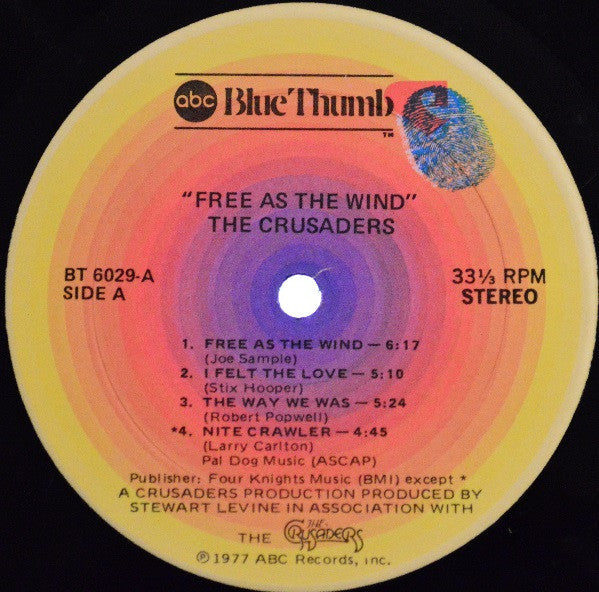 abc Blue Thumb
TM
"FREE AS THE WIND"
THE CRUSADERS
BT 6029-A
SIDE A
33⅓ RPM
STEREO
1. FREE AS THE WIND — 6:17
(Joe Sample)
2. I FELT THE LOVE — 5:10
(Stix Hooper)
3. THE WAY WE WAS — 5:24
(Robert Popwell)
*4. NITE CRAWLER — 4:45
(Larry Carlton)
Pal Dog Music (ASCAP)
Publisher: Four Knights Music (BMI) except *
A CRUSADERS PRODUCTION PRODUCED BY
STEWART LEVINE IN ASSOCIATION WITH
THE THE CRUSADERS
℗1977 ABC Records, Inc.